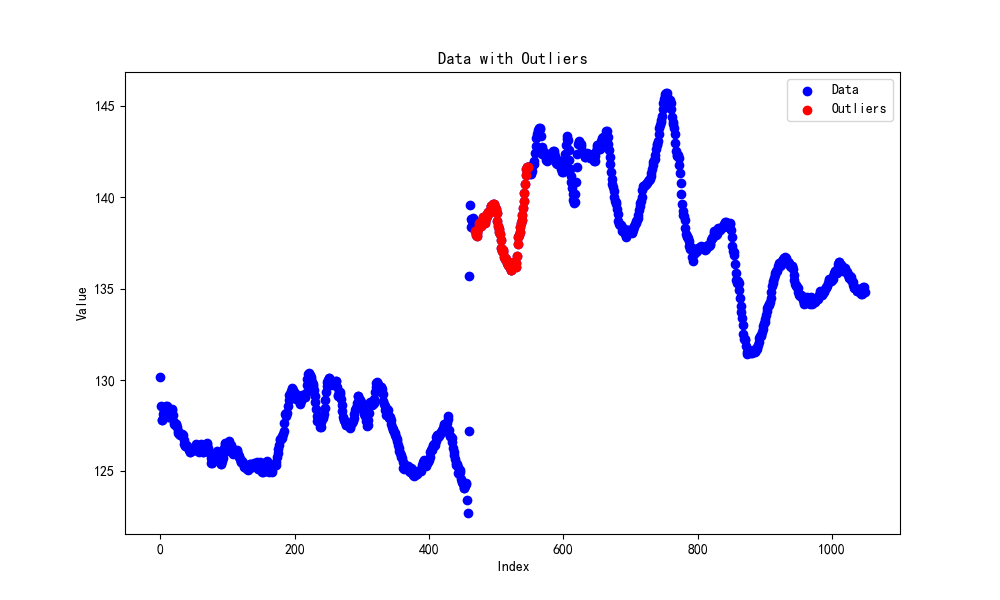 Data with Outliers
Data
Outliers
145
140
135
130
125
Value
0 200 400 600 800 1000
Index